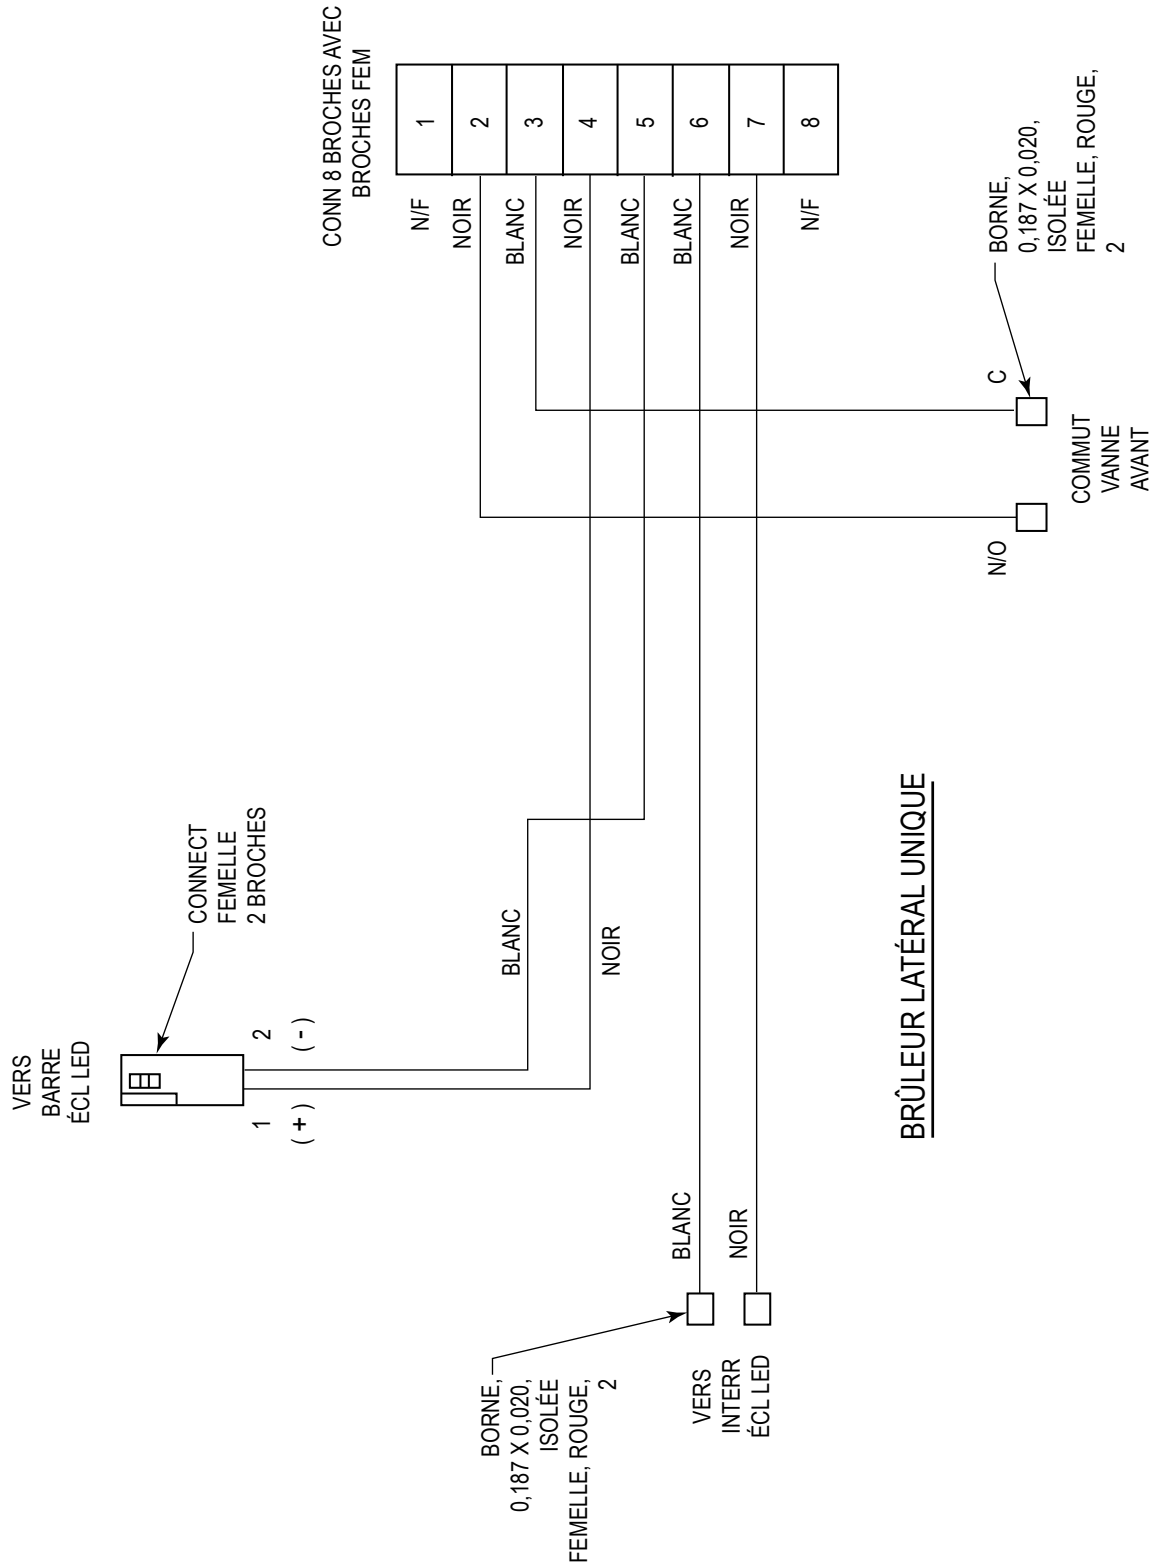 VERS
BARRE
ÉCL LED
CONNECT
FEMELLE
2 BROCHES
1
2
(+)
(-)
BLANC
NOIR
CONN 8 BROCHES AVEC
BROCHES FEM
1
2
3
4
5
6
7
8
N/F
NOIR
BLANC
NOIR
BLANC
BLANC
NOIR
N/F
BORNE,
0,187 X 0,020,
ISOLÉE
FEMELLE, ROUGE,
2
BLANC
NOIR
VERS
INTERR
ÉCL LED
BRÛLEUR LATÉRAL UNIQUE
N/O
C
BORNE,
0,187 X 0,020,
ISOLÉE
FEMELLE, ROUGE,
2
COMMUT
VANNE
AVANT